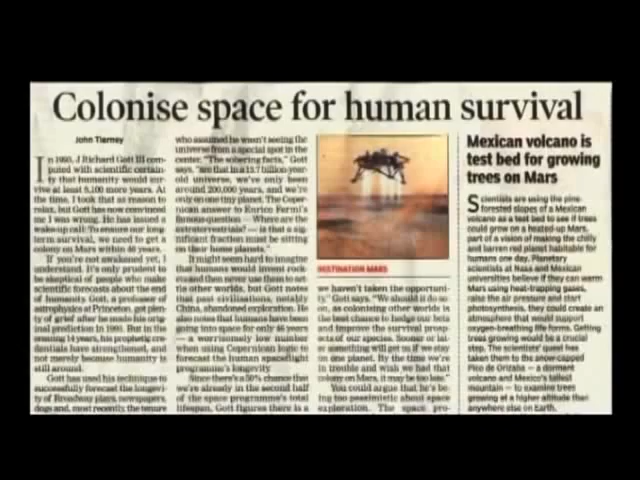 Colonise space for human survival
John Tierney
In 1993, J Richard Gott III com-
puted with scientific certain-
ty that humanity would sur-
vive at least 5,100 more years. At
the time, I took that as reason to
relax, but Gott has now convinced
me I was wrong. He has issued a
wake-up call: To ensure our long-
term survival, we need to get a
colony on Mars within 46 years.
If you're not awakened yet, I
understand. It's only prudent to
be skeptical of people who make
scientific forecasts about the end
of humanity. Gott, a professor of
astrophysics at Princeton, got plen-
ty of grief after he made his orig-
inal prediction in 1993. But in the
ensuing 14 years, his prophetic cre-
dentials have strengthened, and
not merely because humanity is
still around.
Gott has used his technique to
successfully forecast the longevi-
ty of Broadway plays, newspapers,
dogs and, most recently, the tenure
who assumed he wasn't seeing the
universe from a special spot in the
center. "The sobering facts," Gott
says, "are that in a 13.7 billion-year-
old universe, we've only been
around 200,000 years, and we're
only on one tiny planet. The Coper-
nican answer to Enrico Fermi's
famous question — Where are the
extraterrestrials? — is that a sig-
nificant fraction must be sitting
on their home planets."
It might seem hard to imagine
that humans would invent rock-
ets and then never use them to set-
tle other worlds, but Gott notes
that past civilisations, notably
China, abandoned exploration. He
also notes that humans have been
going into space for only 46 years
— a worrisomely low number
when using Copernican logic to
forecast the human spaceflight
programme's longevity.
Since there's a 50% chance that
we're already in the second half
of the space programme's total
lifespan, Gott figures there is a
DESTINATION MARS
we haven't taken the opportuni-
ty," Gott says. "We should do so
on, as colonising other worlds is
the best chance to hedge our bets
and improve the survival prosp-
ects of our species. Sooner or lat-
er something will get us if we stay
on one planet. By the time we're
in trouble and wish we had that
colony on Mars, it may be too late."
You could argue that he's be-
ing too pessimistic about space
exploration. The space pro-
Mexican volcano is
test bed for growing
trees on Mars
Scientists are using the pine-
forested slopes of a Mexican
volcano as a test bed to see if trees
could grow on a heated-up Mars,
part of a vision of making the chilly
and barren red planet habitable for
humans one day. Planetary
scientists at Nasa and Mexican
universities believe if they can warm
Mars using heat-trapping gases,
raise the air pressure and start
photosynthesis, they could create an
atmosphere that would support
oxygen-breathing life forms. Getting
trees growing would be a crucial
step. The scientists' quest has
taken them to the snow-capped
Pico de Orizaba — a dormant
volcano and Mexico's tallest
mountain — to examine trees
growing at a higher altitude than
anywhere else on Earth.